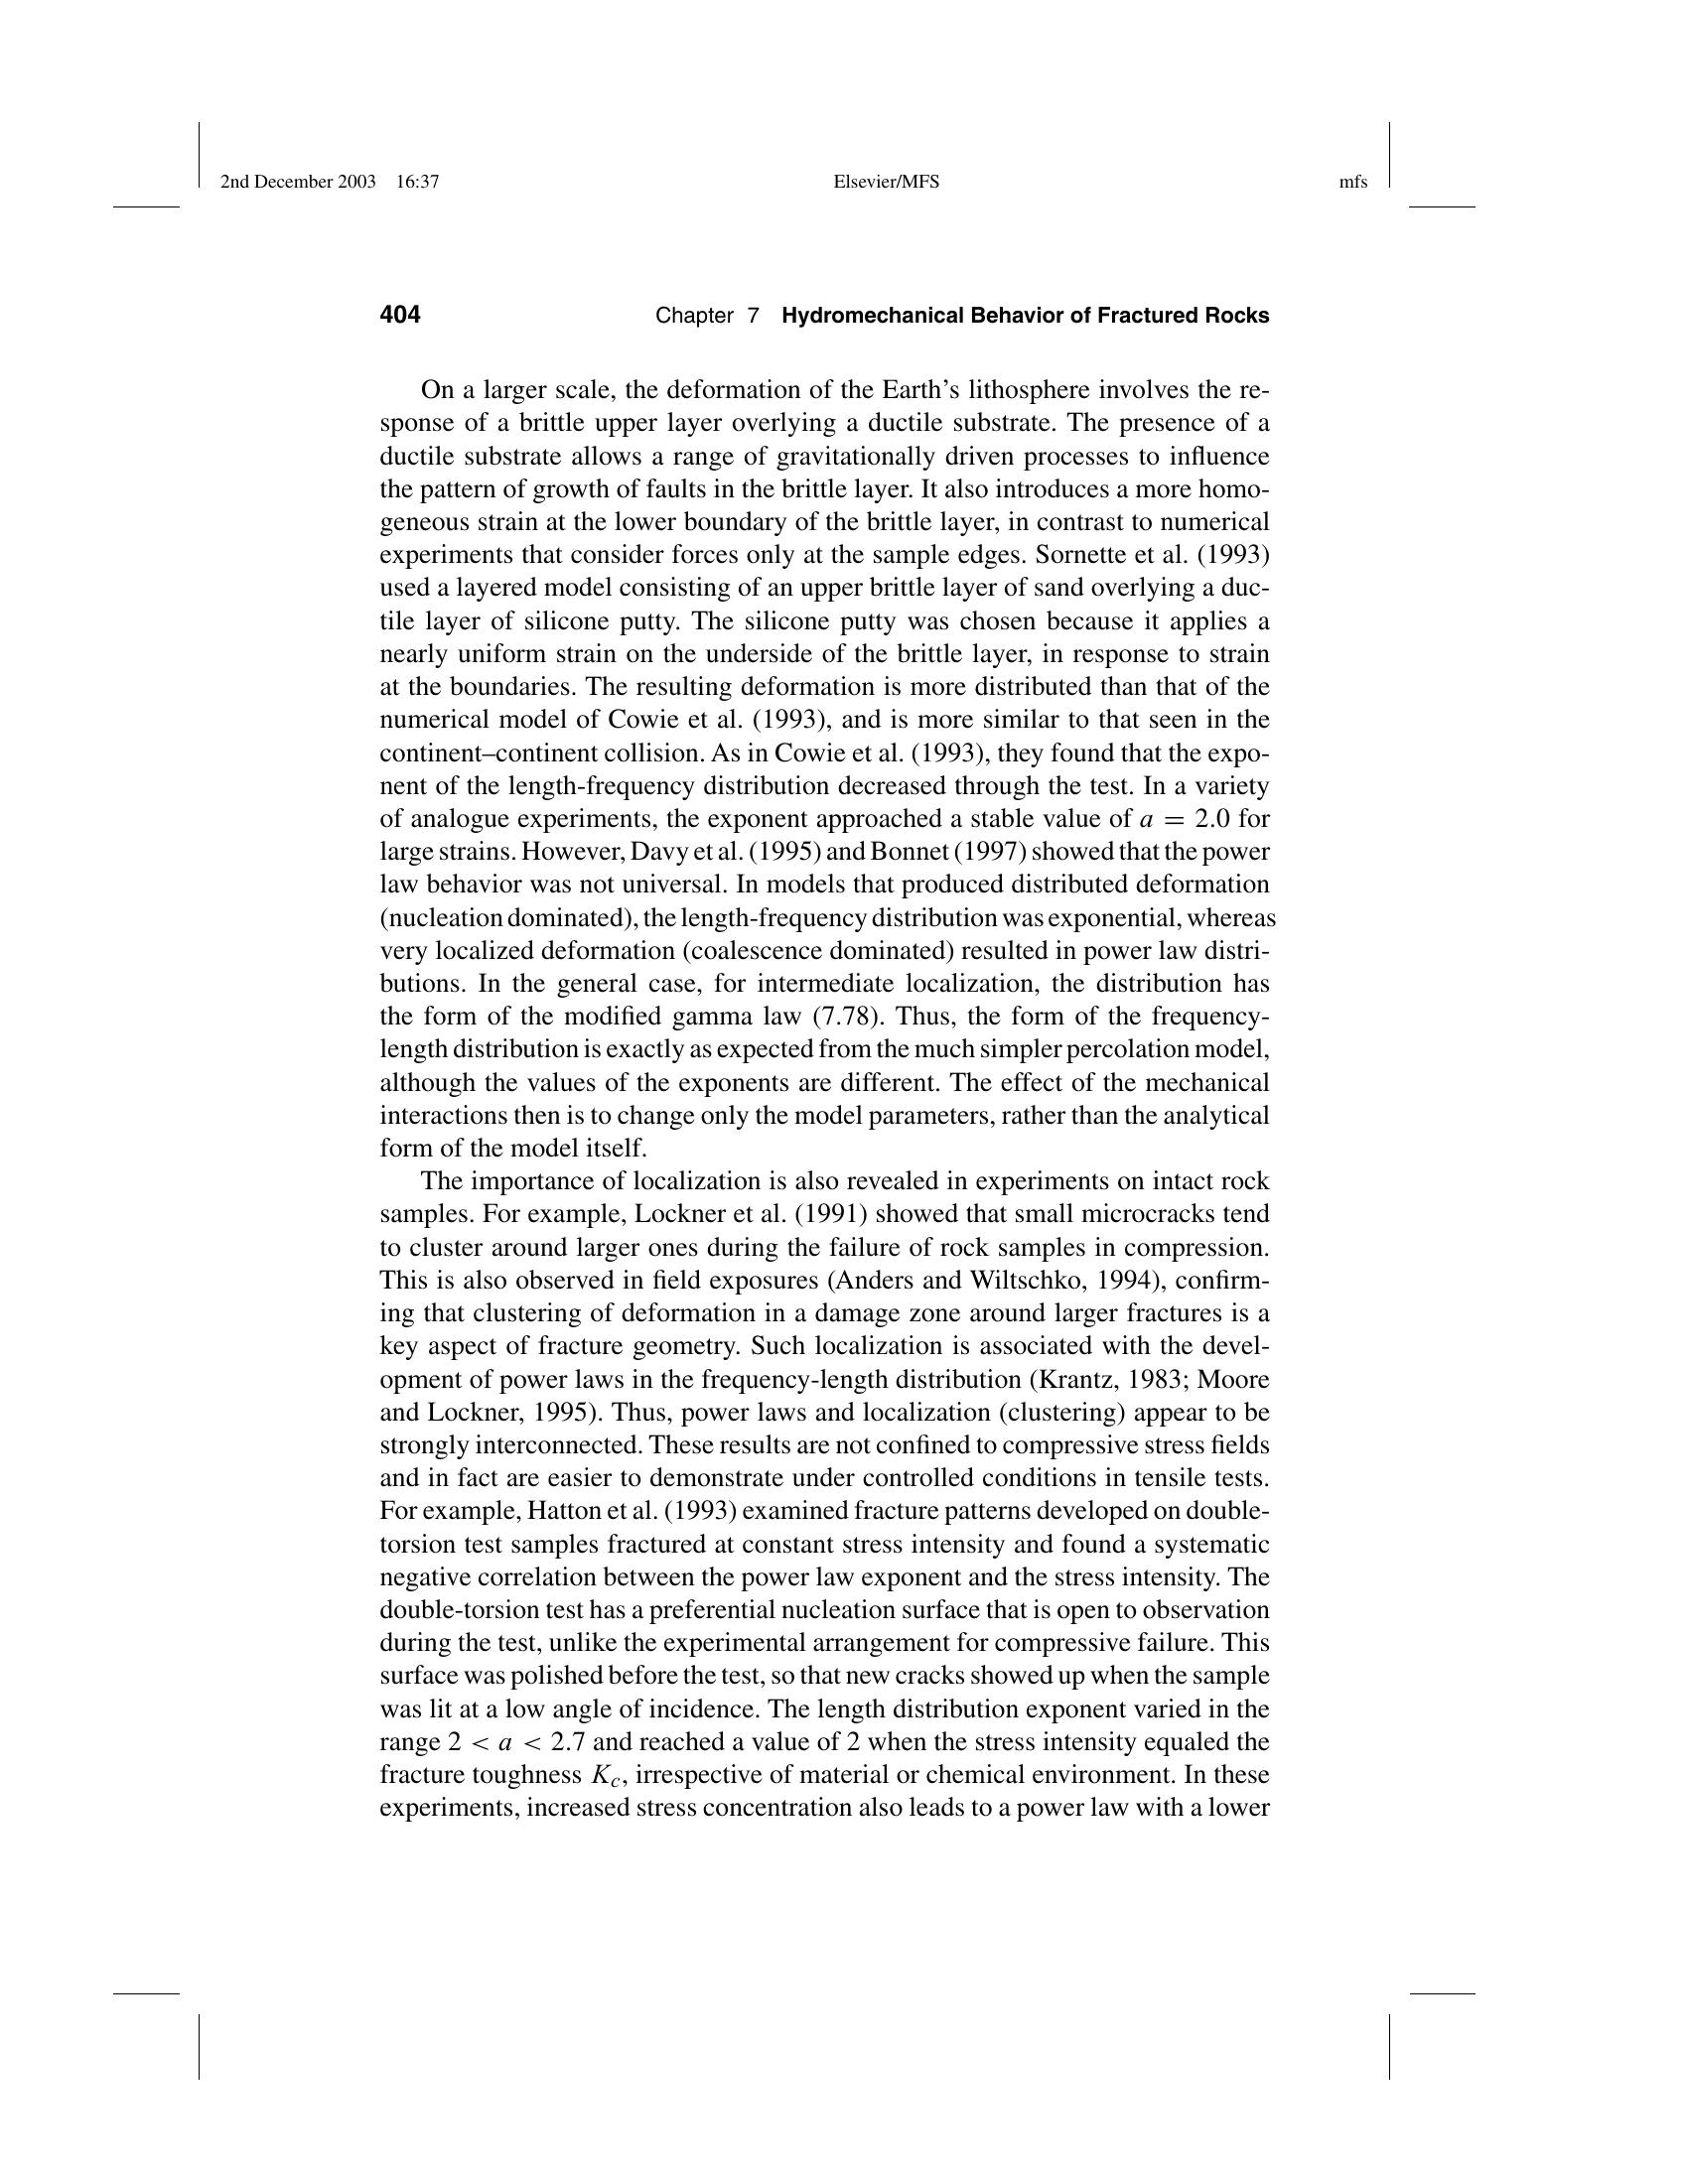 2nd December 2003 16:37 Elsevier/MFS mfs
404 Chapter 7 Hydromechanical Behavior of Fractured Rocks
On a larger scale, the deformation of the Earth’s lithosphere involves the re-
sponse of a brittle upper layer overlying a ductile substrate. The presence of a
ductile substrate allows a range of gravitationally driven processes to influence
the pattern of growth of faults in the brittle layer. It also introduces a more homo-
geneous strain at the lower boundary of the brittle layer, in contrast to numerical
experiments that consider forces only at the sample edges. Sornette et al. (1993)
used a layered model consisting of an upper brittle layer of sand overlying a duc-
tile layer of silicone putty. The silicone putty was chosen because it applies a
nearly uniform strain on the underside of the brittle layer, in response to strain
at the boundaries. The resulting deformation is more distributed than that of the
numerical model of Cowie et al. (1993), and is more similar to that seen in the
continent–continent collision. As in Cowie et al. (1993), they found that the expo-
nent of the length-frequency distribution decreased through the test. In a variety
of analogue experiments, the exponent approached a stable value of a = 2.0 for
large strains. However, Davy et al. (1995) and Bonnet (1997) showed that the power
law behavior was not universal. In models that produced distributed deformation
(nucleation dominated), the length-frequency distribution was exponential, whereas
very localized deformation (coalescence dominated) resulted in power law distri-
butions. In the general case, for intermediate localization, the distribution has
the form of the modified gamma law (7.78). Thus, the form of the frequency-
length distribution is exactly as expected from the much simpler percolation model,
although the values of the exponents are different. The effect of the mechanical
interactions then is to change only the model parameters, rather than the analytical
form of the model itself.
The importance of localization is also revealed in experiments on intact rock
samples. For example, Lockner et al. (1991) showed that small microcracks tend
to cluster around larger ones during the failure of rock samples in compression.
This is also observed in field exposures (Anders and Wiltschko, 1994), confirm-
ing that clustering of deformation in a damage zone around larger fractures is a
key aspect of fracture geometry. Such localization is associated with the devel-
opment of power laws in the frequency-length distribution (Krantz, 1983; Moore
and Lockner, 1995). Thus, power laws and localization (clustering) appear to be
strongly interconnected. These results are not confined to compressive stress fields
and in fact are easier to demonstrate under controlled conditions in tensile tests.
For example, Hatton et al. (1993) examined fracture patterns developed on double-
torsion test samples fractured at constant stress intensity and found a systematic
negative correlation between the power law exponent and the stress intensity. The
double-torsion test has a preferential nucleation surface that is open to observation
during the test, unlike the experimental arrangement for compressive failure. This
surface was polished before the test, so that new cracks showed up when the sample
was lit at a low angle of incidence. The length distribution exponent varied in the
range 2 < a < 2.7 and reached a value of 2 when the stress intensity equaled the
fracture toughness Kc, irrespective of material or chemical environment. In these
experiments, increased stress concentration also leads to a power law with a lower